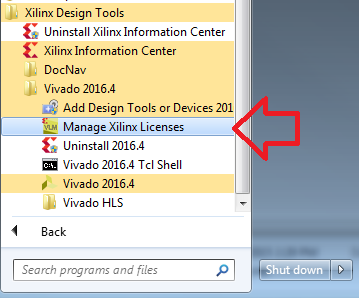 Xilinx Design Tools
Uninstall Xilinx Information Center
Xilinx Information Center
DocNav
Vivado 2016.4
Add Design Tools or Devices 201
VLM Manage Xilinx Licenses
Uninstall 2016.4
C:\ Vivado 2016.4 Tcl Shell
Vivado 2016.4
Vivado HLS
Back
Search programs and files
Shut down